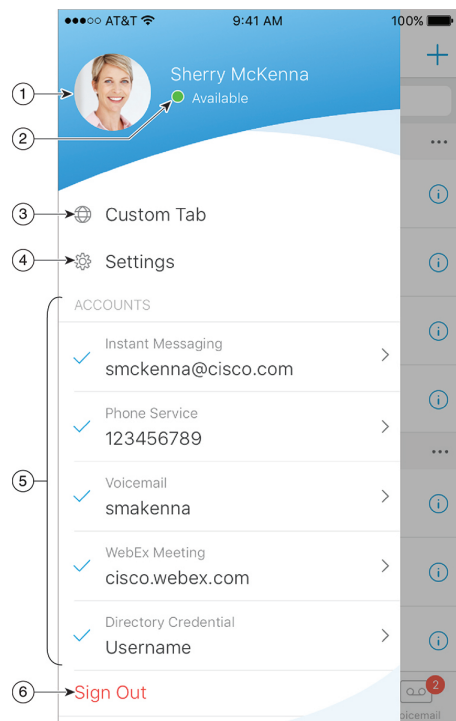 AT&T 9:41 AM 100%
1
Sherry McKenna
2
Available
3
Custom Tab
4
Settings
ACCOUNTS
Instant Messaging
smckenna@cisco.com
Phone Service
123456789
5
Voicemail
smakenna
WebEx Meeting
cisco.webex.com
Directory Credential
Username
6
Sign Out
2
oicemail